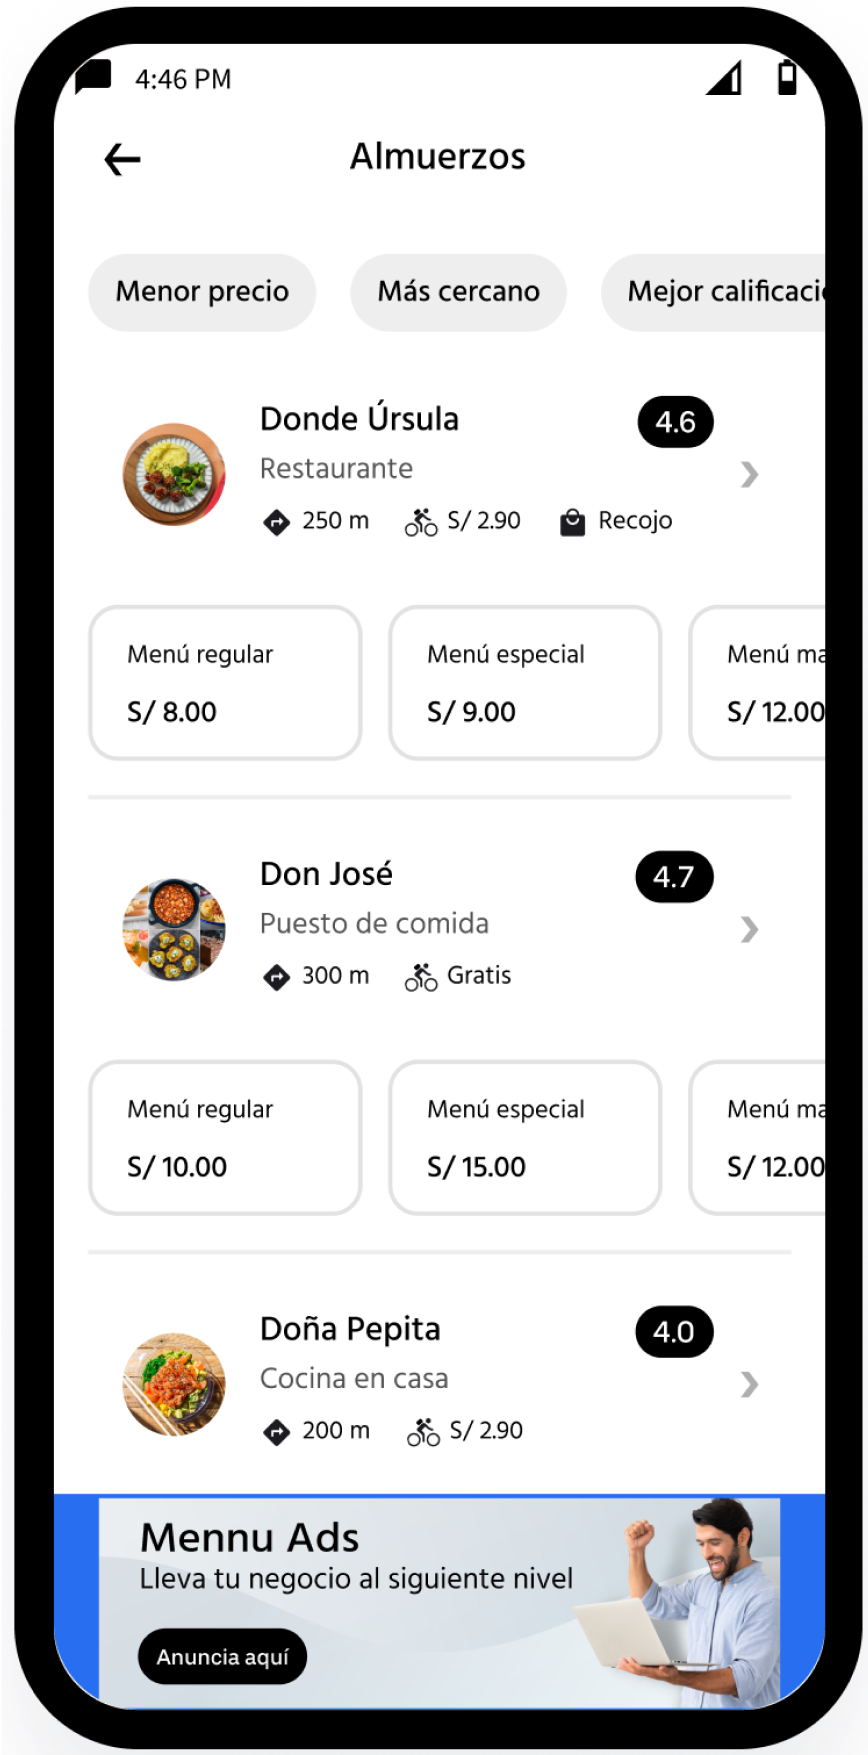 4:46 PM
Almuerzos
Menor precio
Más cercano
Mejor calificaci
Donde Úrsula
4.6
Restaurante
250 m
S/ 2.90
Recojo
Menú regular
Menú especial
Menú ma
S/ 8.00
S/ 9.00
S/ 12.00
Don José
4.7
Puesto de comida
300 m
Gratis
Menú regular
Menú especial
Menú ma
S/ 10.00
S/ 15.00
S/ 12.00
Doña Pepita
4.0
Cocina en casa
200 m
S/ 2.90
Mennu Ads
Lleva tu negocio al siguiente nivel
Anuncia aquí